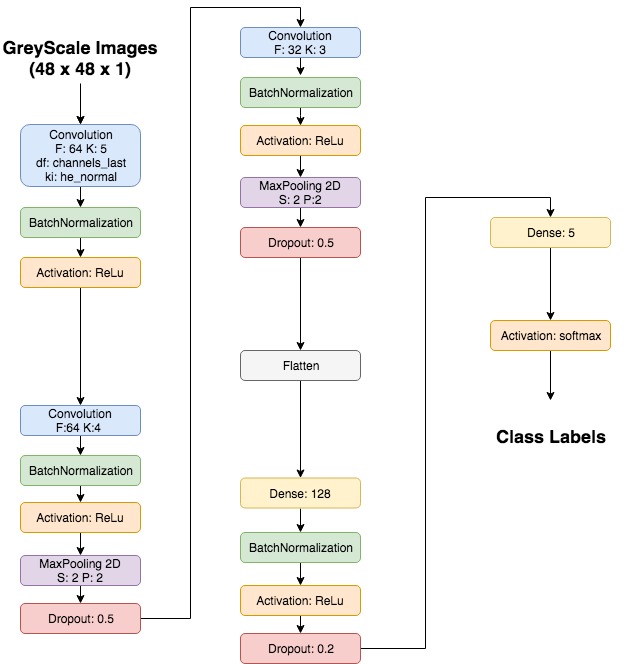 GreyScale Images
(48 x 48 x 1)
Convolution
F: 64 K: 5
df: channels_last
ki: he_normal
BatchNormalization
Activation: ReLu
Convolution
F:64 K:4
BatchNormalization
Activation: ReLu
MaxPooling 2D
S: 2 P: 2
Dropout: 0.5
Convolution
F: 32 K: 3
BatchNormalization
Activation: ReLu
MaxPooling 2D
S: 2 P:2
Dropout: 0.5
Flatten
Dense: 128
BatchNormalization
Activation: ReLu
Dropout: 0.2
Dense: 5
Activation: softmax
Class Labels